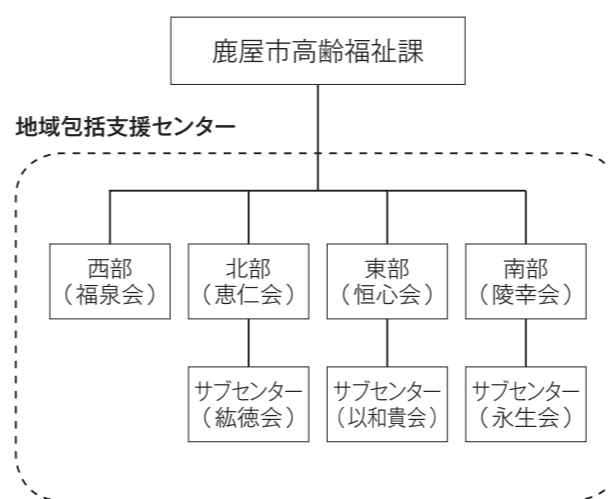 鹿屋市高齢福祉課
地域包括支援センター
西部
（福泉会）
北部
（恵仁会）
東部
（恒心会）
南部
（陵幸会）
サブセンター
（紘徳会）
サブセンター
（以和貴会）
サブセンター
（永生会）